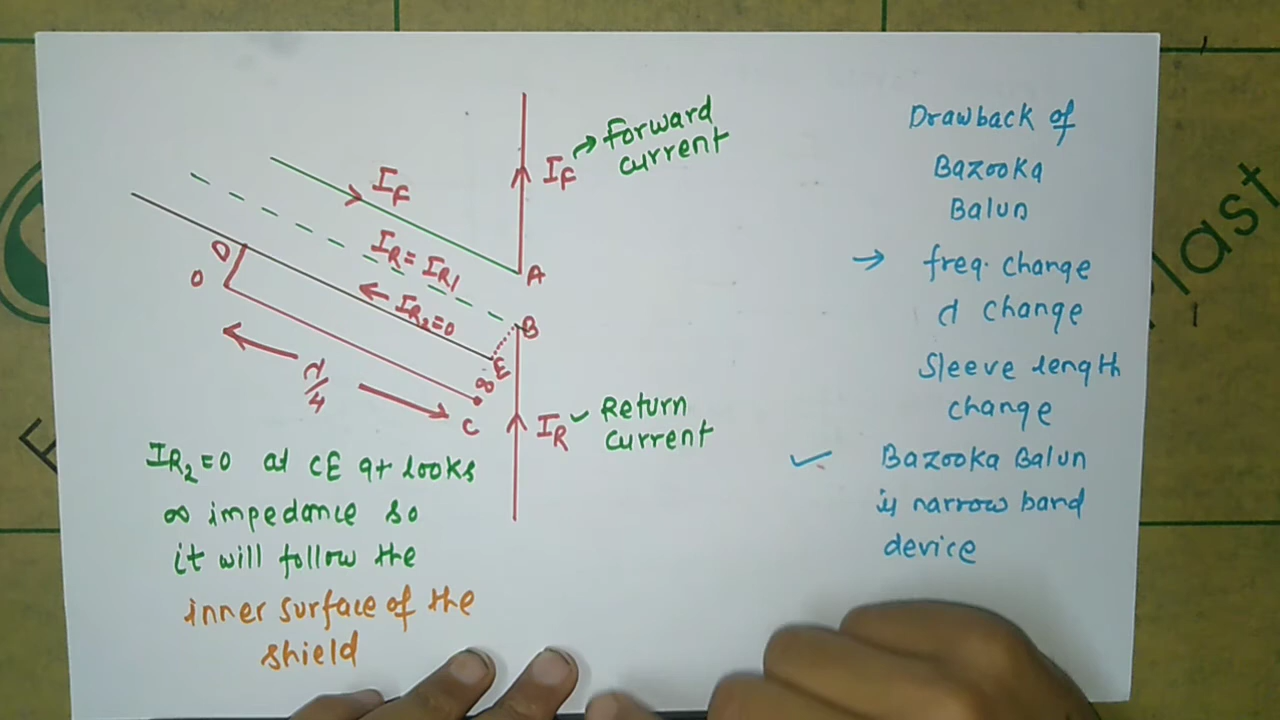 IF
IF → Forward
current
IR = IR1
IR2=0
A
B
D
O
E
∞
C
λ/4
IR Return
current
IR2=0 at CE it looks
∞ impedance so
it will follow the
inner surface of the
shield
Drawback of
Bazooka
Balun
→ freq. change
λ change
Sleeve length
change
✓ Bazooka Balun
is narrow band
device
last